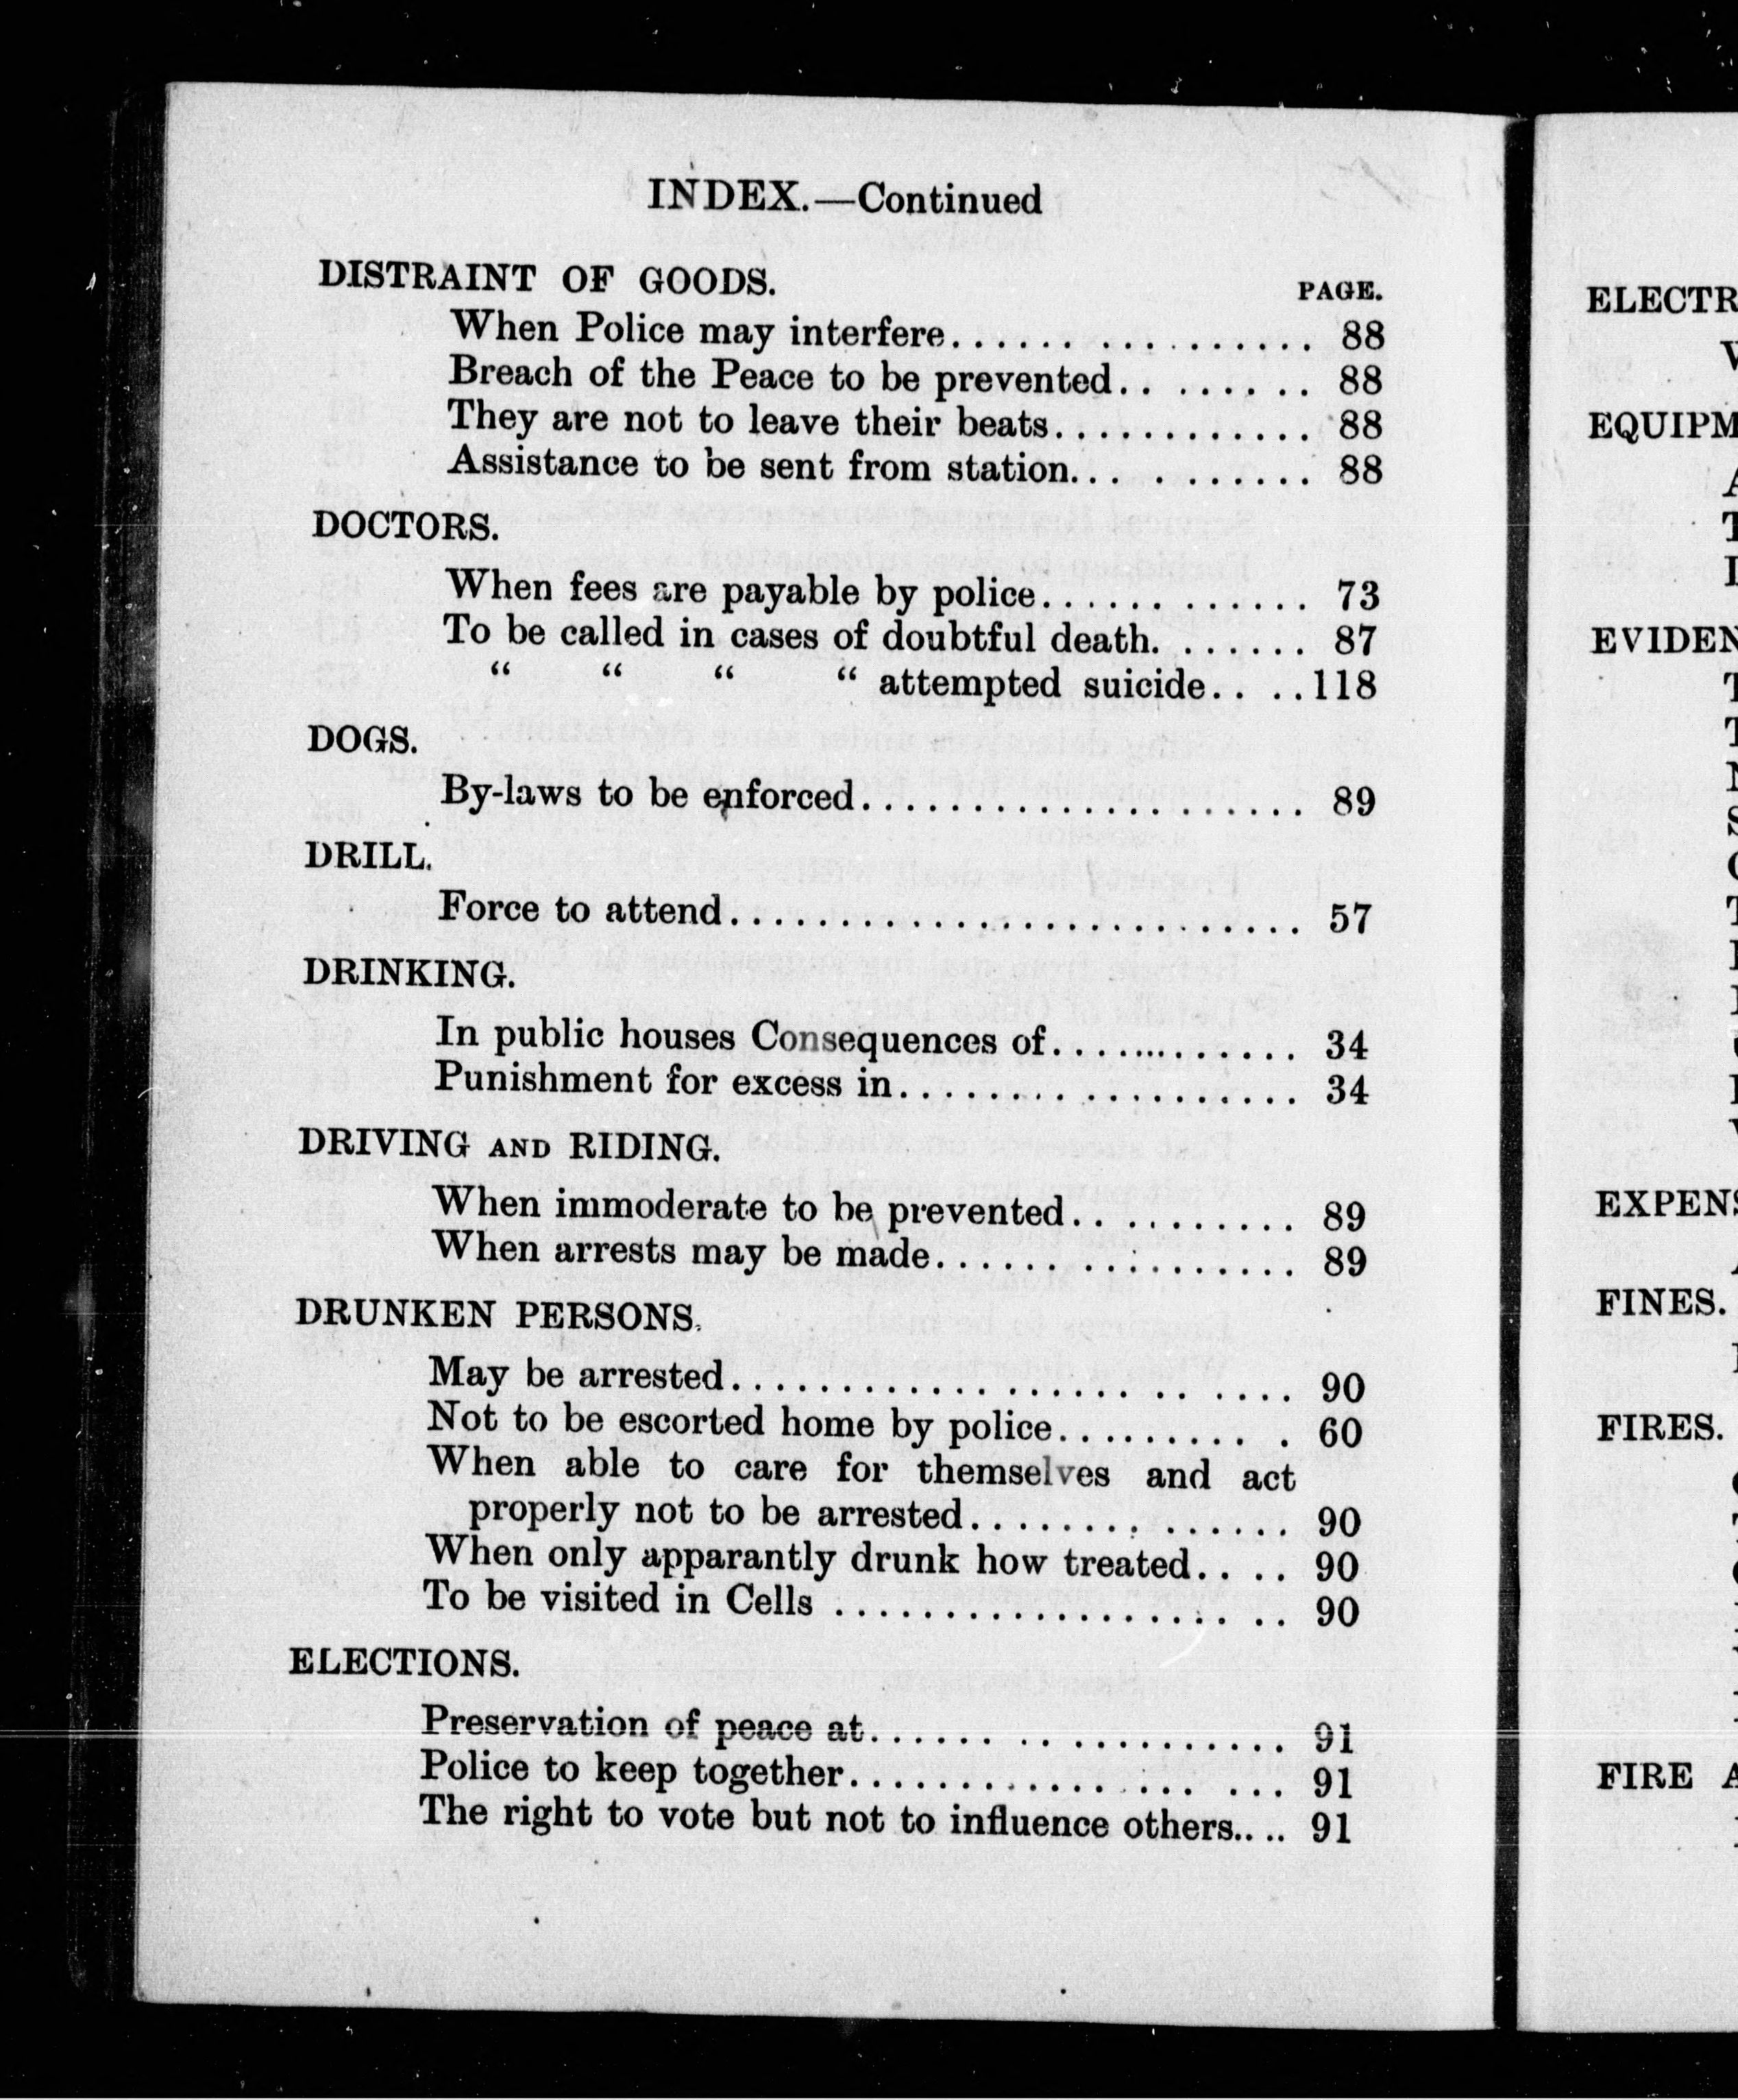 INDEX.—Continued
DISTRAINT OF GOODS.
PAGE.
When Police may interfere...... .......... 88
Breach of the Peace to be prevented.. ...... 88
They are not to leave their beats............ 88
Assistance to be sent from station... . ...... 88
DOCTORS.
When fees are payable by police...... ...... 73
To be called in cases of doubtful death. ...... 87
“ “ “ “ attempted suicide.. ..118
DOGS.
By-laws to be enforced..................... 89
DRILL.
Force to attend........................... 57
DRINKING.
In public houses Consequences of............. 34
Punishment for excess in................... 34
DRIVING AND RIDING.
When immoderate to be prevented.. ......... 89
When arrests may be made...... .......... 89
DRUNKEN PERSONS.
May be arrested......... ..... .. .... 90
Not to be escorted home by police......... . 60
When able to care for themselves and act
properly not to be arrested........ ...... 90
When only apparantly drunk how treated.. .. 90
To be visited in Cells .................. .. 90
ELECTIONS.
Preservation of peace at...... .. .......... 91
Police to keep together................ ... 91
The right to vote but not to influence others.. .. 91
ELECTR
EQUIPM
EVIDEN
EXPENS
FINES.
FIRES.
FIRE A